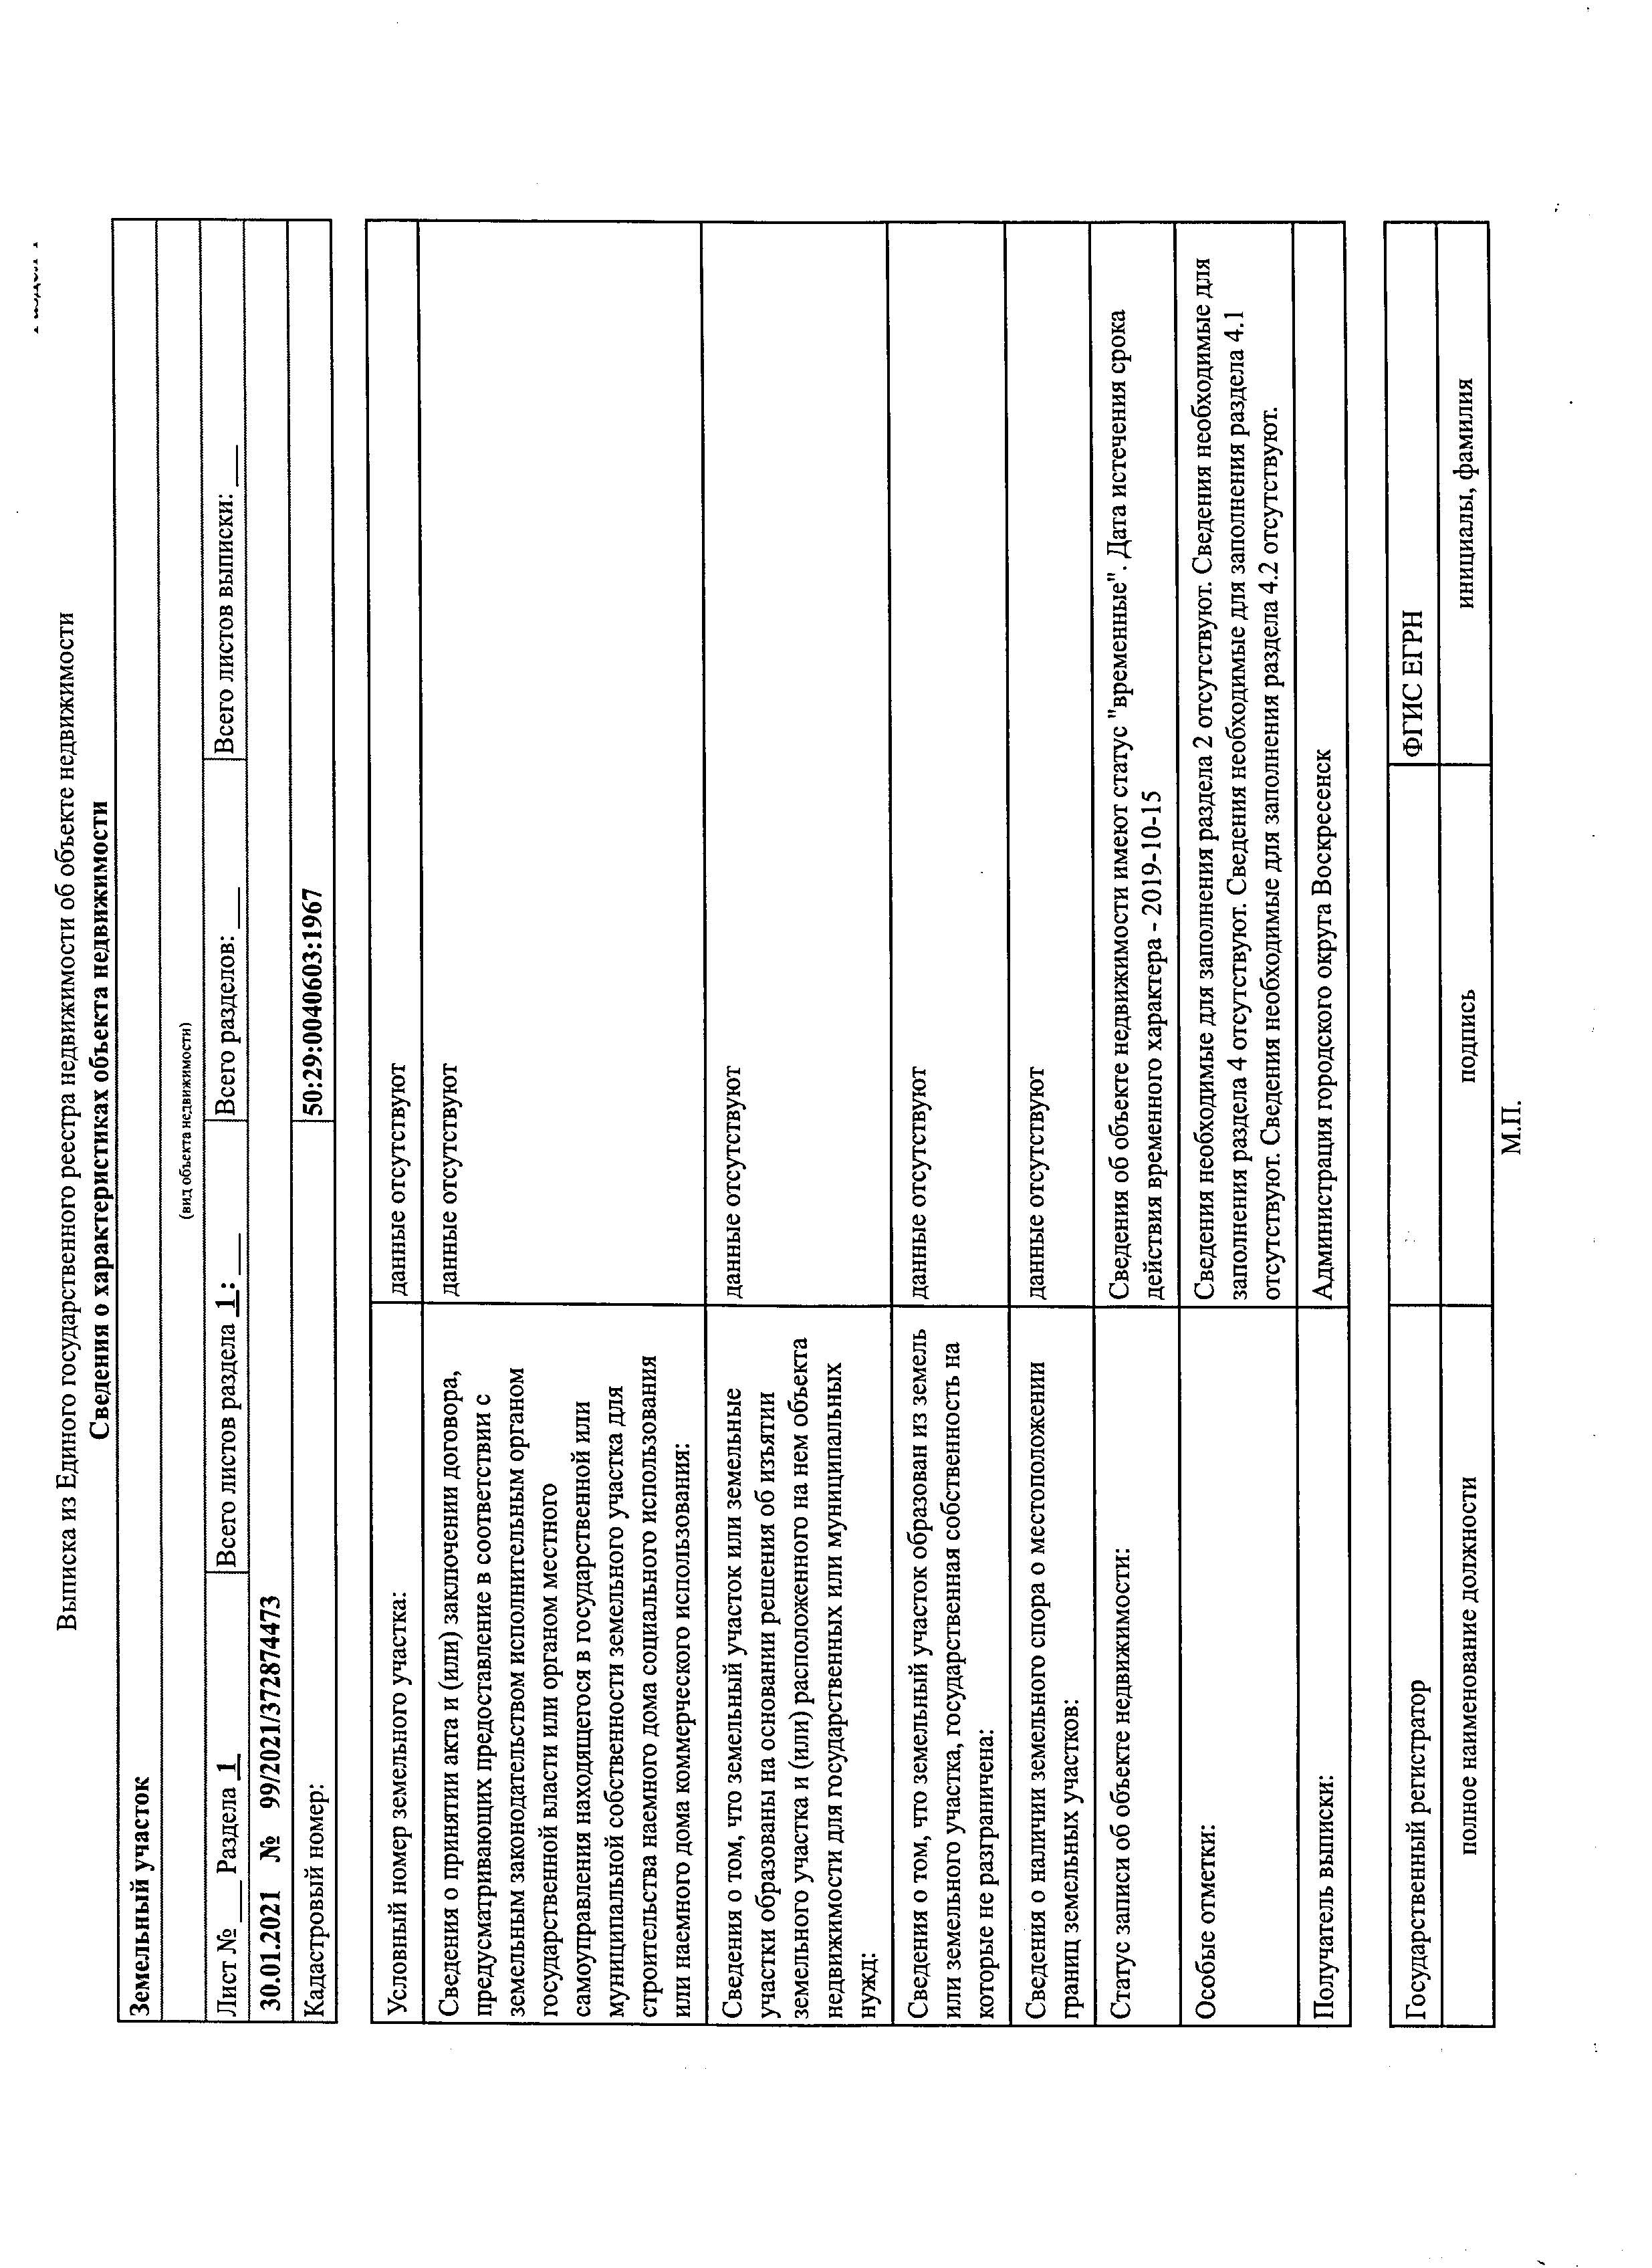 Выписка из Единого государственного реестра недвижимости об объекте недвижимости
Сведения о характеристиках объекта недвижимости
Земельный участок
(вид объекта недвижимости)
Лист № ___ Раздела 1
Всего листов раздела 1: ___
Всего разделов: ___
Всего листов выписки: ___
30.01.2021 № 99/2021/372874473
Кадастровый номер:
50:29:0040603:1967
Условный номер земельного участка:
данные отсутствуют
Сведения о принятии акта и (или) заключении договора,
предусматривающих предоставление в соответствии с
земельным законодательством исполнительным органом
государственной власти или органом местного
самоуправления находящегося в государственной или
муниципальной собственности земельного участка для
строительства наемного дома социального использования
или наемного дома коммерческого использования:
данные отсутствуют
Сведения о том, что земельный участок или земельные
участки образованы на основании решения об изъятии
земельного участка и (или) расположенного на нем объекта
недвижимости для государственных или муниципальных
нужд:
данные отсутствуют
Сведения о том, что земельный участок образован из земель
или земельного участка, государственная собственность на
которые не разграничена:
данные отсутствуют
Сведения о наличии земельного спора о местоположении
границ земельных участков:
данные отсутствуют
Статус записи об объекте недвижимости:
Сведения об объекте недвижимости имеют статус "временные". Дата истечения срока
действия временного характера - 2019-10-15
Особые отметки:
Сведения необходимые для заполнения раздела 2 отсутствуют. Сведения необходимые для
заполнения раздела 4 отсутствуют. Сведения необходимые для заполнения раздела 4.1
отсутствуют. Сведения необходимые для заполнения раздела 4.2 отсутствуют.
Получатель выписки:
Администрация городского округа Воскресенск
Государственный регистратор
ФГИС ЕГРН
полное наименование должности
подпись
инициалы, фамилия
М.П.